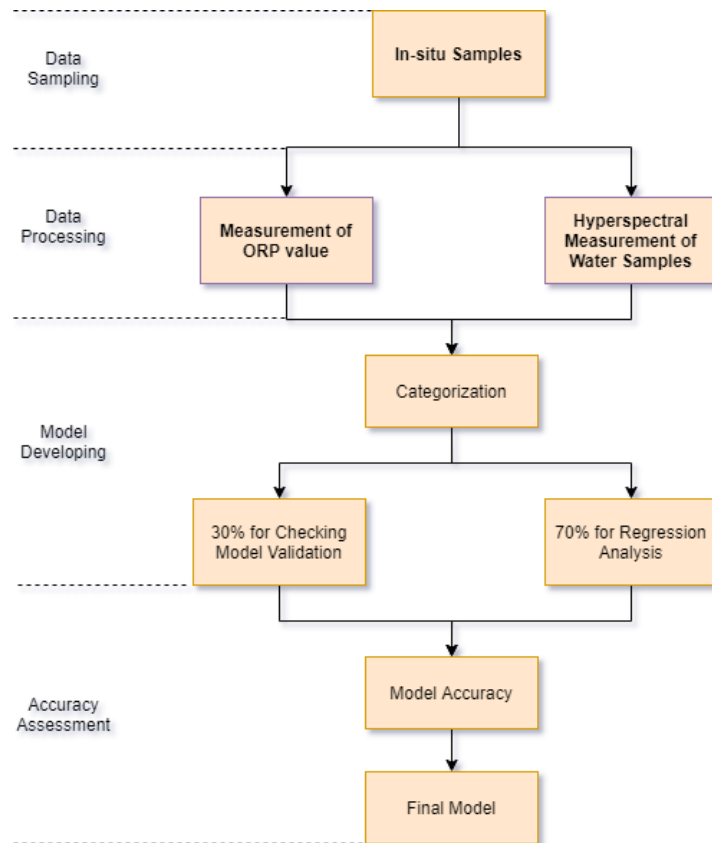 Data
Sampling
In-situ Samples
Data
Processing
Measurement of
ORP value
Hyperspectral
Measurement of
Water Samples
Model
Developing
Categorization
30% for Checking
Model Validation
70% for Regression
Analysis
Accuracy
Assessment
Model Accuracy
Final Model